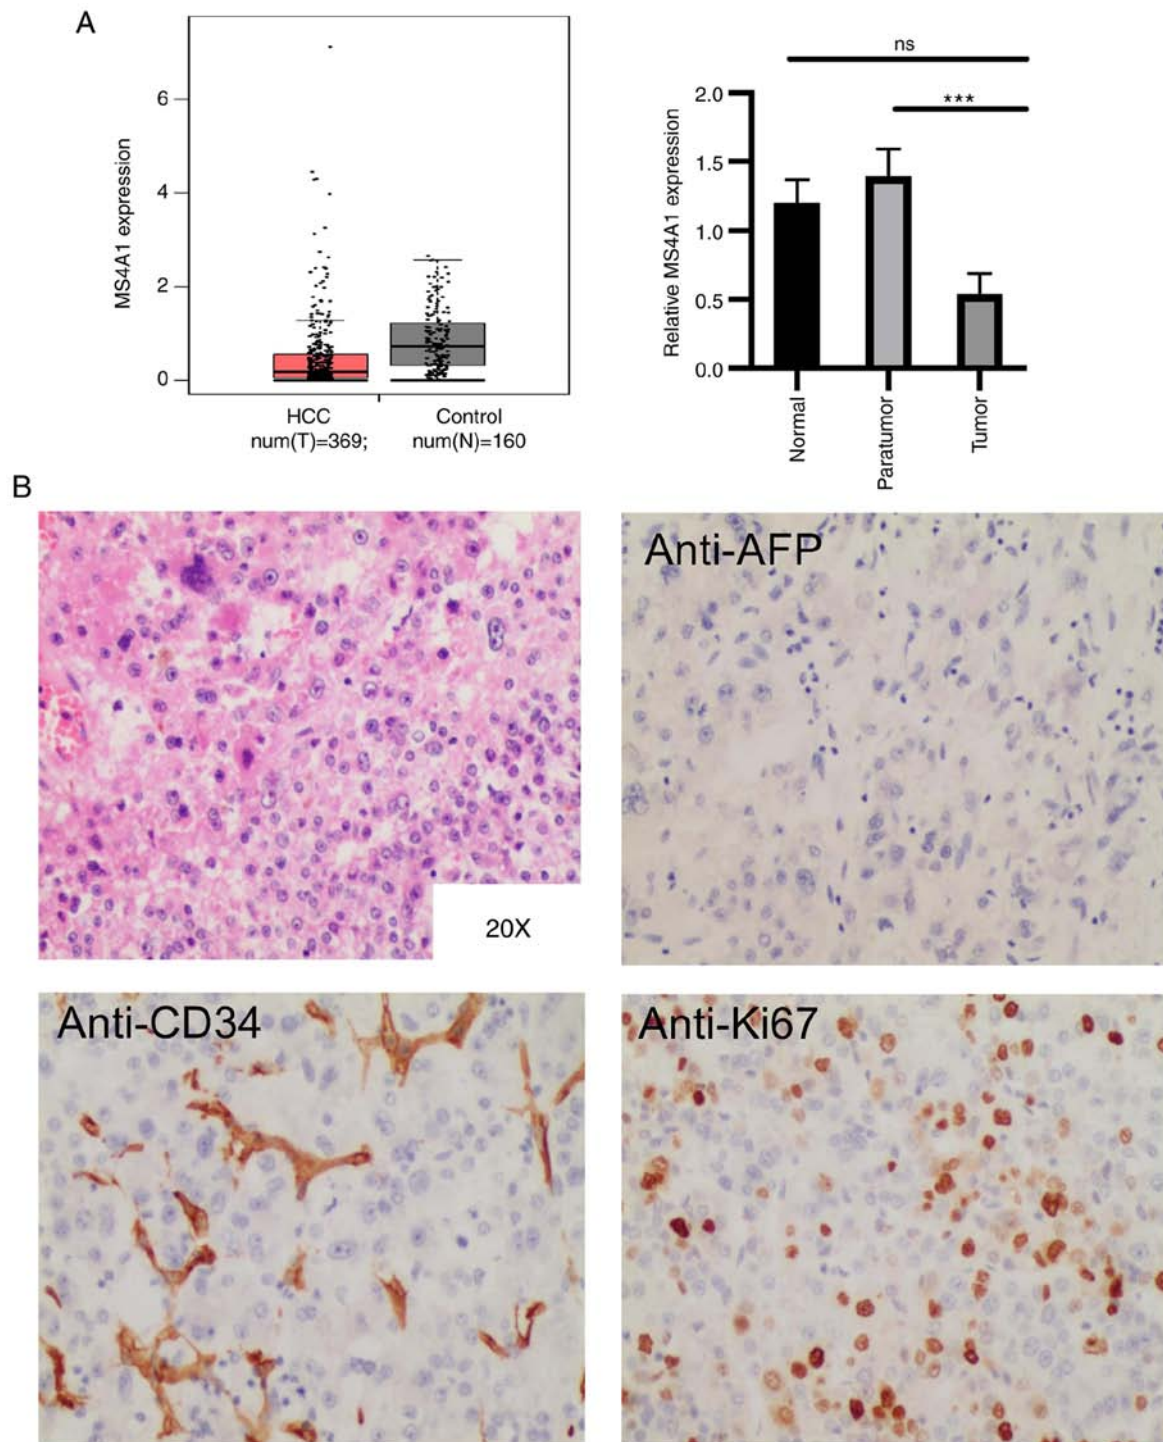 A
MS4A1 expression
6
4
2
0
HCC
num(T)=369;
Control
num(N)=160
ns
***
Relative MS4A1 expression
2.0
1.5
1.0
0.5
0.0
Normal
Paratumor
Tumor
B
20X
Anti-AFP
Anti-CD34
Anti-Ki67